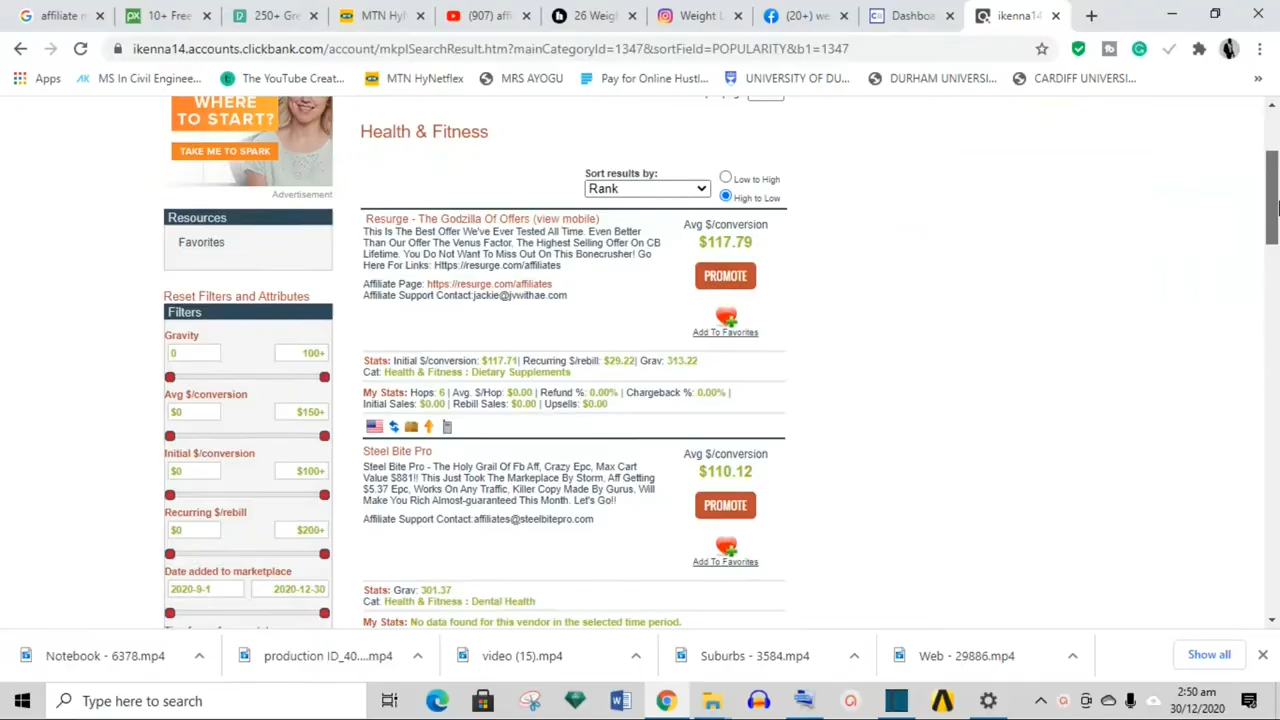 affiliate m
10+ Free
250+ Gre
MTN Hy
(907) affi
26 Weigh
Weight L
(20+) we
Dashboa
ikenna14
ikenna14.accounts.clickbank.com/account/mkplSearchResult.htm?mainCategoryId=1347&sortField=POPULARITY&b1=1347
Apps
MS In Civil Enginee...
The YouTube Creat...
MTN HyNetflex
MRS AYOGU
Pay for Online Hustl...
UNIVERSITY OF DU...
DURHAM UNIVERSI...
CARDIFF UNIVERSI...
WHERE
TO START?
TAKE ME TO SPARK
Advertisement
Resources
Favorites
Reset Filters and Attributes
Filters
Gravity
0 100+
Avg $/conversion
$0 $150+
Initial $/conversion
$0 $100+
Recurring $/rebill
$0 $200+
Date added to marketplace
2020-9-1 2020-12-30
Health & Fitness
Sort results by:
Rank
Low to High
High to Low
Resurge - The Godzilla Of Offers (view mobile)
This Is The Best Offer We've Ever Tested All Time. Even Better
Than Our Offer The Venus Factor, The Highest Selling Offer On CB
Lifetime. You Do Not Want To Miss Out On This Bonecrusher! Go
Here For Links: Https://resurge.com/affiliates
Affiliate Page: https://resurge.com/affiliates
Affiliate Support Contact:jackie@jvwithae.com
Avg $/conversion
$117.79
PROMOTE
Add To Favorites
Stats: Initial $/conversion: $117.71| Recurring $/rebill: $29.22| Grav: 313.22
Cat: Health & Fitness : Dietary Supplements
My Stats: Hops: 6 | Avg. $/Hop: $0.00 | Refund %: 0.00% | Chargeback %: 0.00% |
Initial Sales: $0.00 | Rebill Sales: $0.00 | Upsells: $0.00
Steel Bite Pro
Steel Bite Pro - The Holy Grail Of Fb Aff, Crazy Epc, Max Cart
Value $881!! This Just Took The Markeplace By Storm, Aff Getting
$5.37 Epc, Works On Any Traffic, Killer Copy Made By Gurus, Will
Make You Rich Almost-guaranteed This Month. Let's Go!!
Affiliate Support Contact:affiliates@steelbitepro.com
Avg $/conversion
$110.12
PROMOTE
Add To Favorites
Stats: Grav: 301.37
Cat: Health & Fitness : Dental Health
My Stats: No data found for this vendor in the selected time period.
Notebook - 6378.mp4
production ID_40....mp4
video (15).mp4
Suburbs - 3584.mp4
Web - 29886.mp4
Show all
Type here to search
2:50 am
30/12/2020